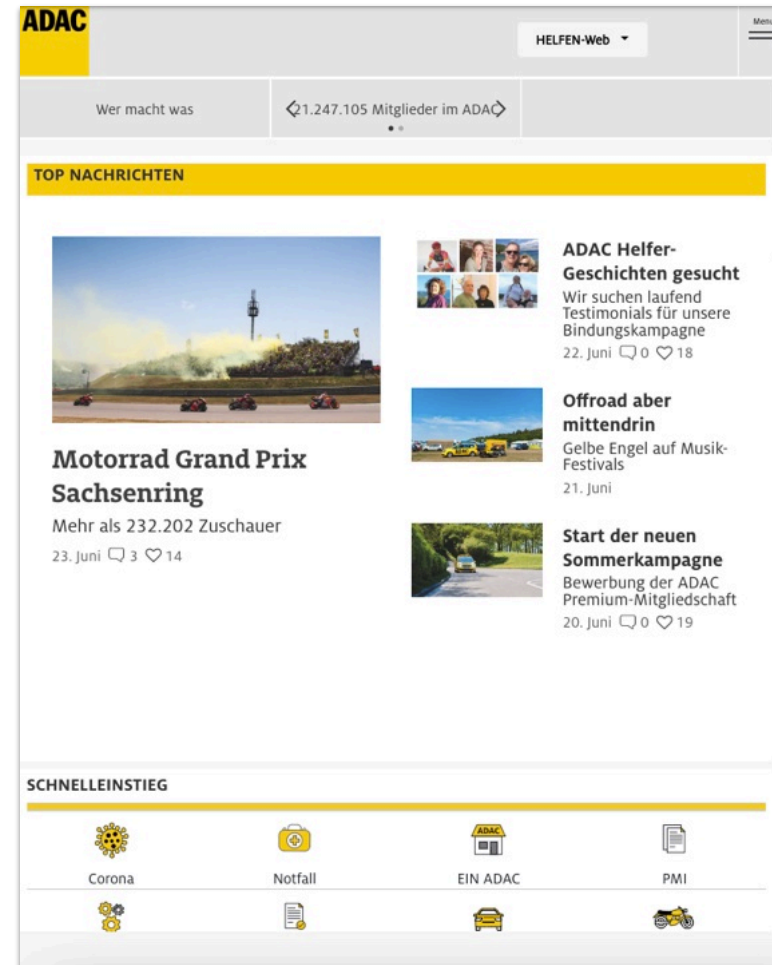 ADAC
HELFEN-Web
Menu
Wer macht was
21.247.105 Mitglieder im ADAC
TOP NACHRICHTEN
Motorrad Grand Prix
Sachsenring
Mehr als 232.202 Zuschauer
23. Juni 3 14
ADAC Helfer-
Geschichten gesucht
Wir suchen laufend
Testimonials für unsere
Bindungskampagne
22. Juni 0 18
Offroad aber
mittendrin
Gelbe Engel auf Musik-
Festivals
21. Juni
Start der neuen
Sommerkampagne
Bewerbung der ADAC
Premium-Mitgliedschaft
20. Juni 0 19
SCHNELLEINSTIEG
ADAC
Corona
Notfall
EIN ADAC
PMI